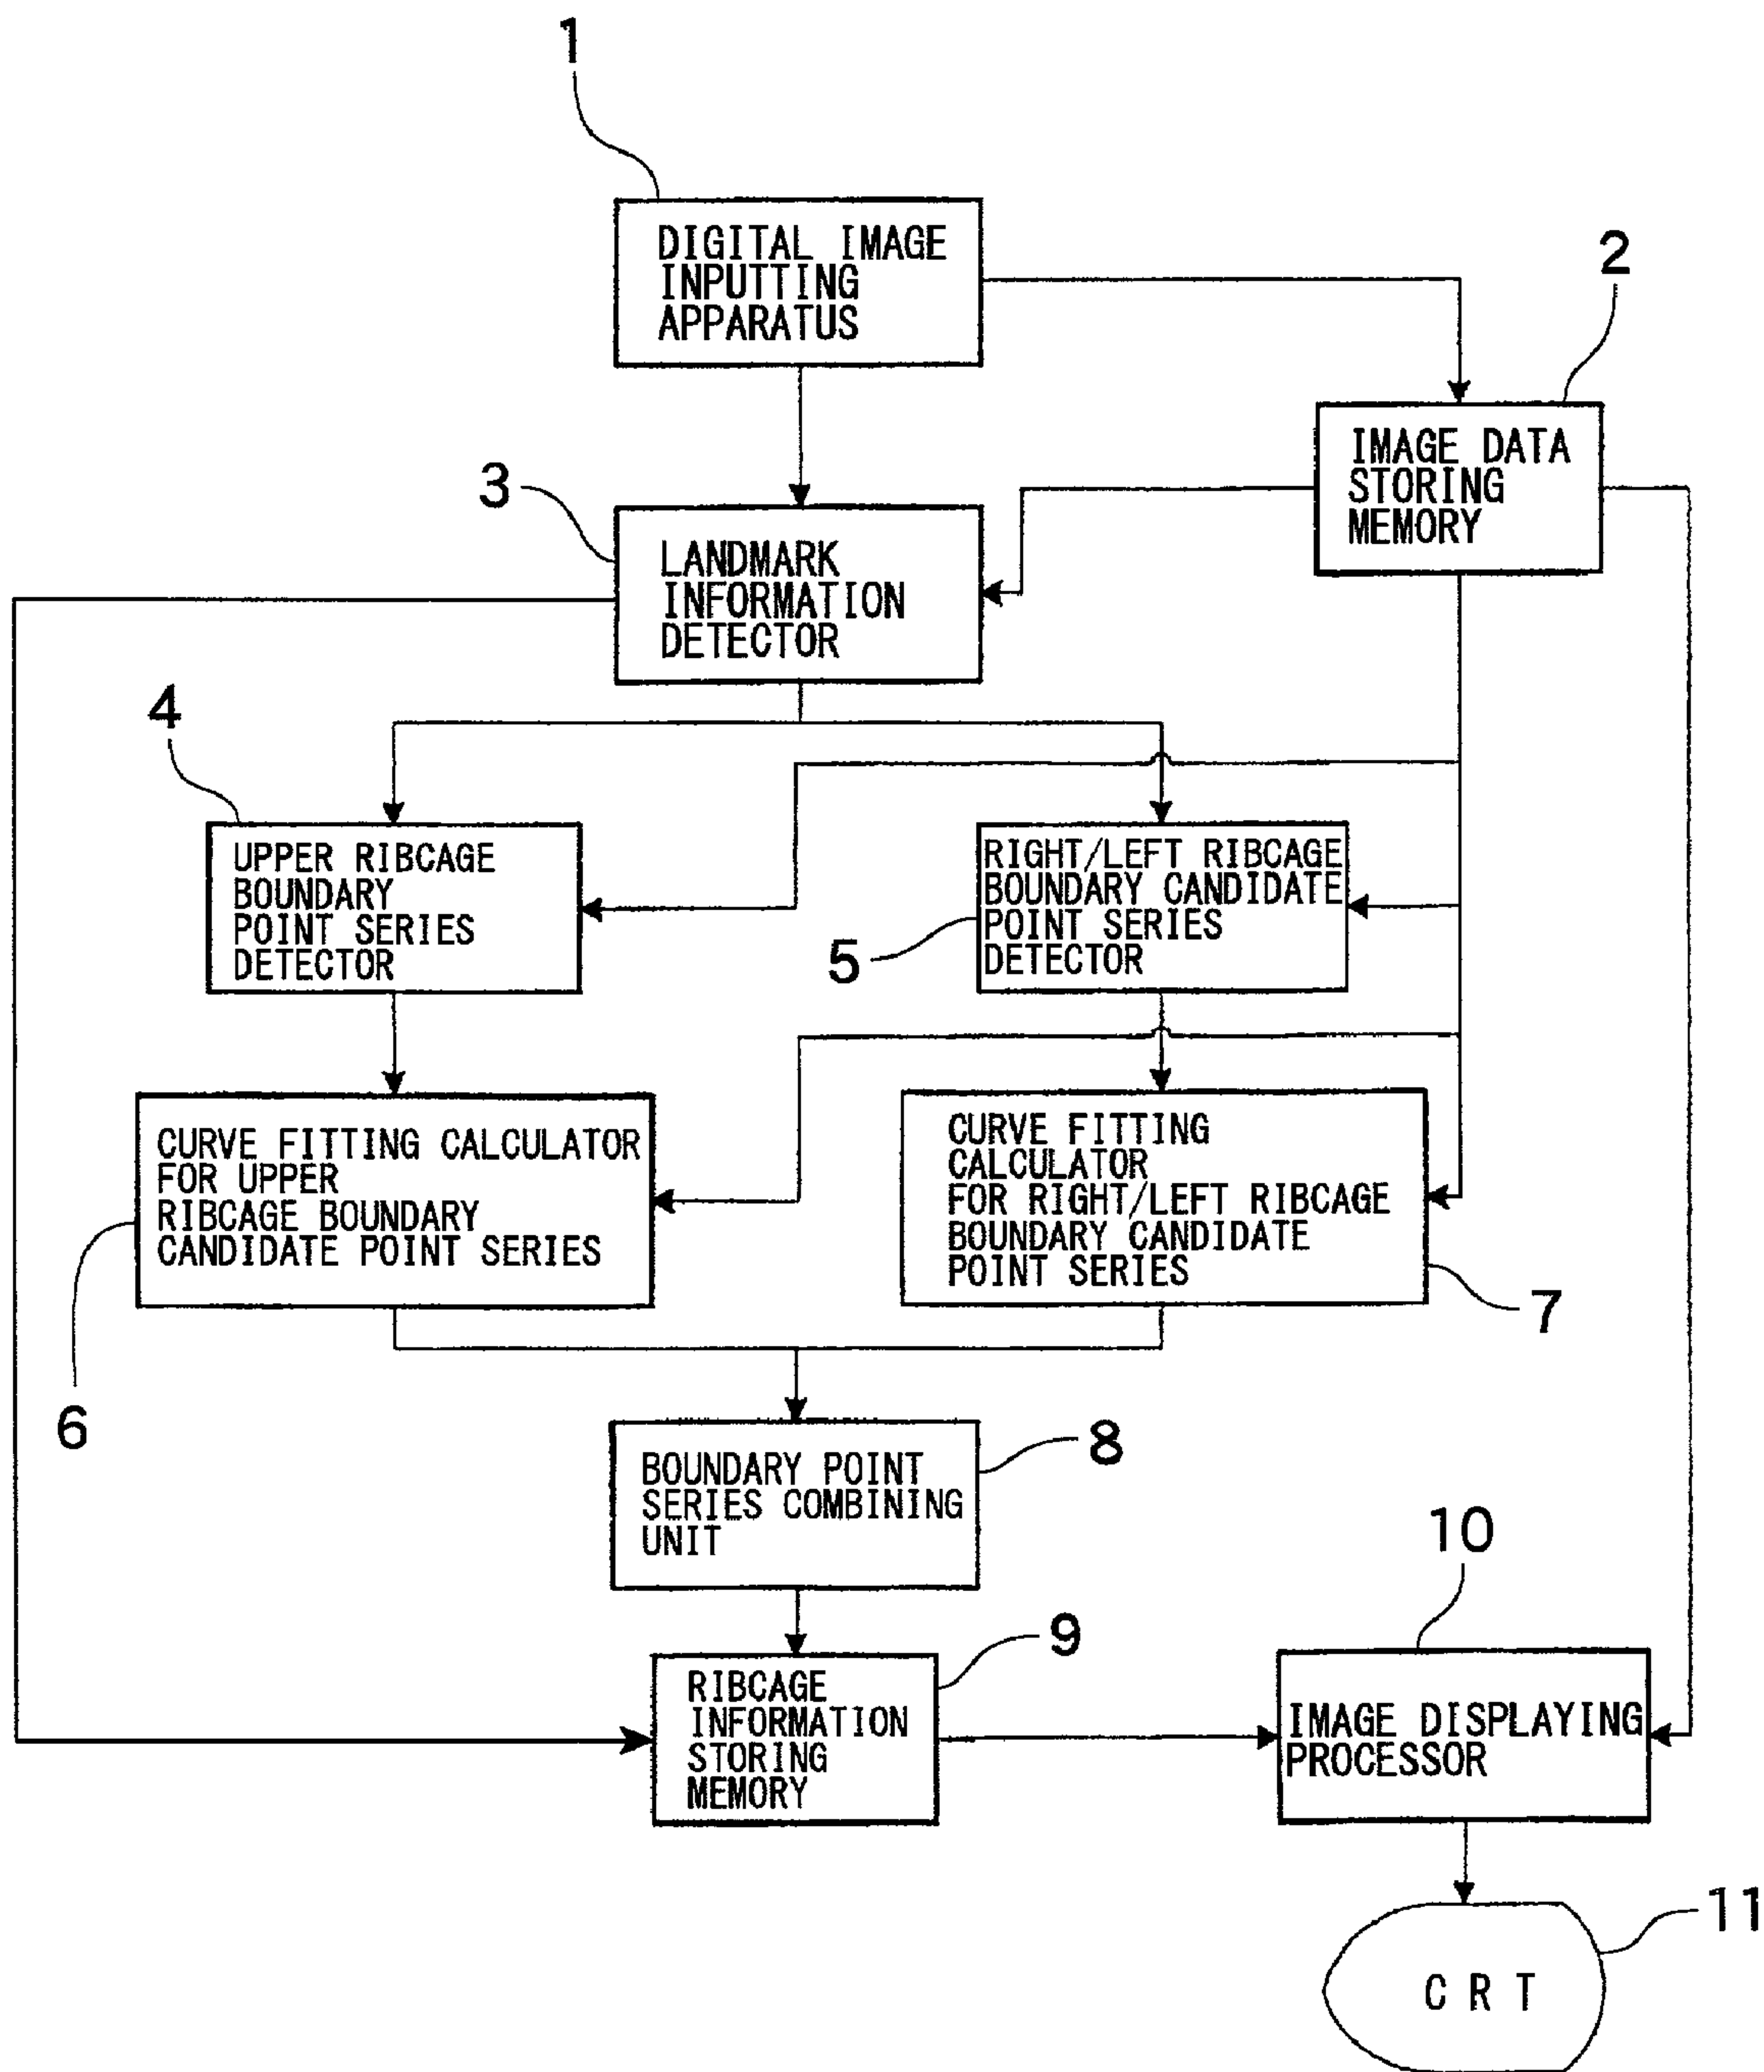 1
DIGITAL IMAGE
INPUTTING
APPARATUS
2
IMAGE DATA
STORING
MEMORY
3
LANDMARK
INFORMATION
DETECTOR
4
UPPER RIBCAGE
BOUNDARY
POINT SERIES
DETECTOR
RIGHT/LEFT RIBCAGE
BOUNDARY CANDIDATE
POINT SERIES
DETECTOR
5
CURVE FITTING CALCULATOR
FOR UPPER
RIBCAGE BOUNDARY
CANDIDATE POINT SERIES
6
CURVE FITTING
CALCULATOR
FOR RIGHT/LEFT RIBCAGE
BOUNDARY CANDIDATE
POINT SERIES
7
8
BOUNDARY POINT
SERIES COMBINING
UNIT
9
RIBCAGE
INFORMATION
STORING
MEMORY
10
IMAGE DISPLAYING
PROCESSOR
11
C R T